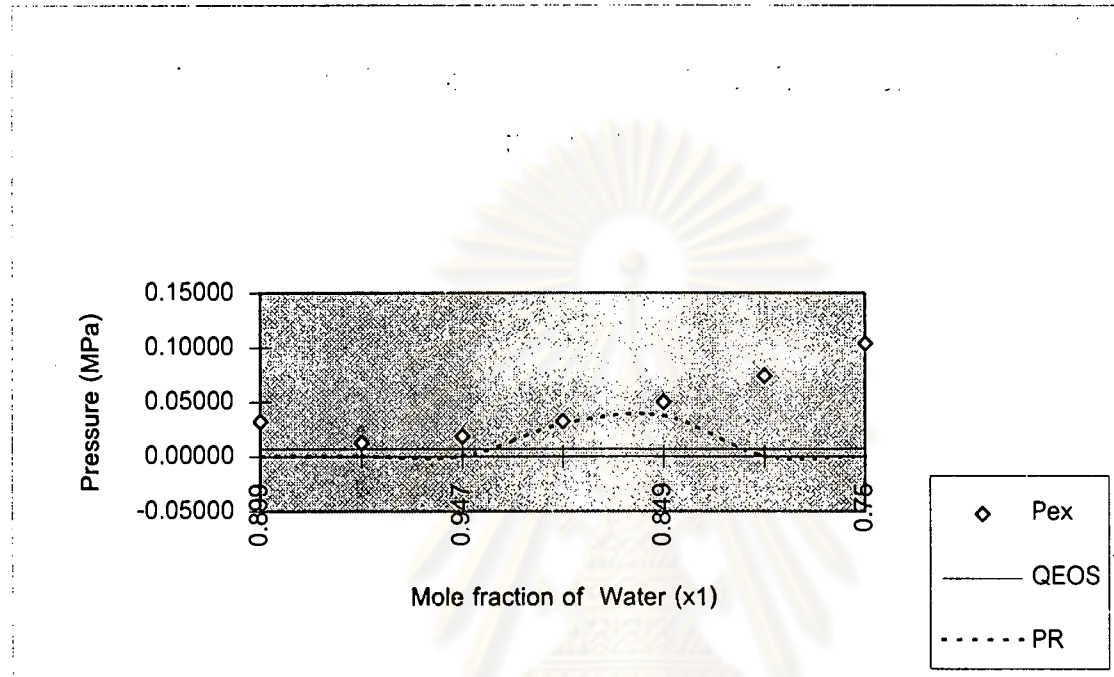 0.15000
0.10000
0.05000
0.00000
-0.05000
Pressure (MPa)
0.899
0.947
0.849
0.76
Mole fraction of Water (x1)
Pex
QEOS
PR